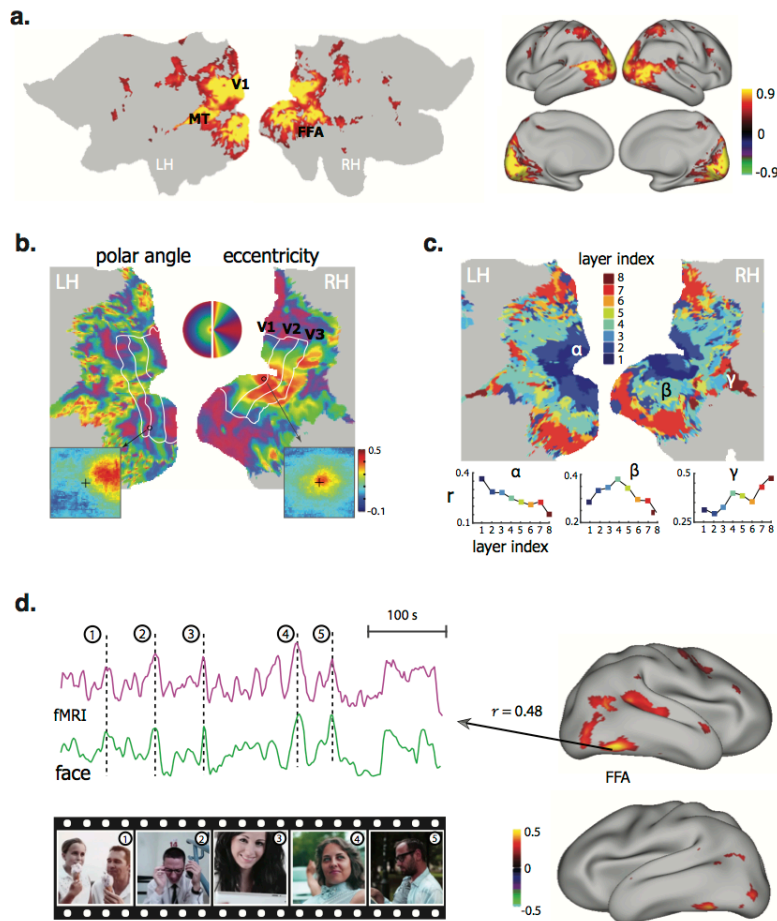 a.
V1
MT
FFA
LH
RH
0.9
0
-0.9
b.
polar angle
eccentricity
LH
RH
V1
V2
V3
0.5
-0.1
c.
layer index
LH
RH
8
7
6
5
4
3
2
1
α
β
γ
α
β
γ
r
0.4
0.1
1 2 3 4 5 6 7 8
0.4
0.2
1 2 3 4 5 6 7 8
0.5
0.25
1 2 3 4 5 6 7 8
layer index
d.
100 s
1
2
3
4
5
fMRI
face
r = 0.48
FFA
1
2
3
4
5
0.5
-0.5